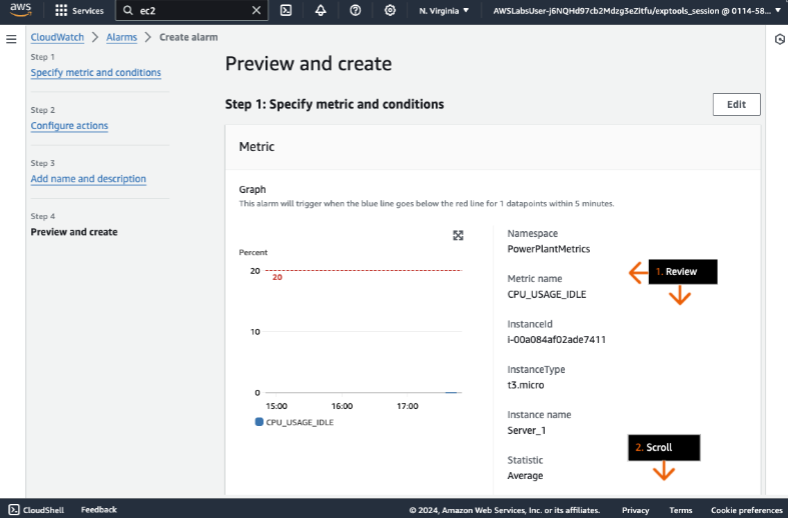 aws
Services
ec2
N. Virginia
AWSLabsUser-j6NQHd97cb2Mdzg3eZitfu/exptools_session @ 0114-58...
CloudWatch
Alarms
Create alarm
Step 1
Specify metric and conditions
Step 2
Configure actions
Step 3
Add name and description
Step 4
Preview and create
Preview and create
Step 1: Specify metric and conditions
Edit
Metric
Graph
This alarm will trigger when the blue line goes below the red line for 1 datapoints within 5 minutes.
Percent
20
20
10
0
15:00 16:00 17:00
CPU_USAGE_IDLE
Namespace
PowerPlantMetrics
Metric name
CPU_USAGE_IDLE
InstanceId
i-00a084af02ade7411
InstanceType
t3.micro
Instance name
Server_1
Statistic
Average
1. Review
2. Scroll
CloudShell
Feedback
© 2024, Amazon Web Services, Inc. or its affiliates.
Privacy
Terms
Cookie preferences